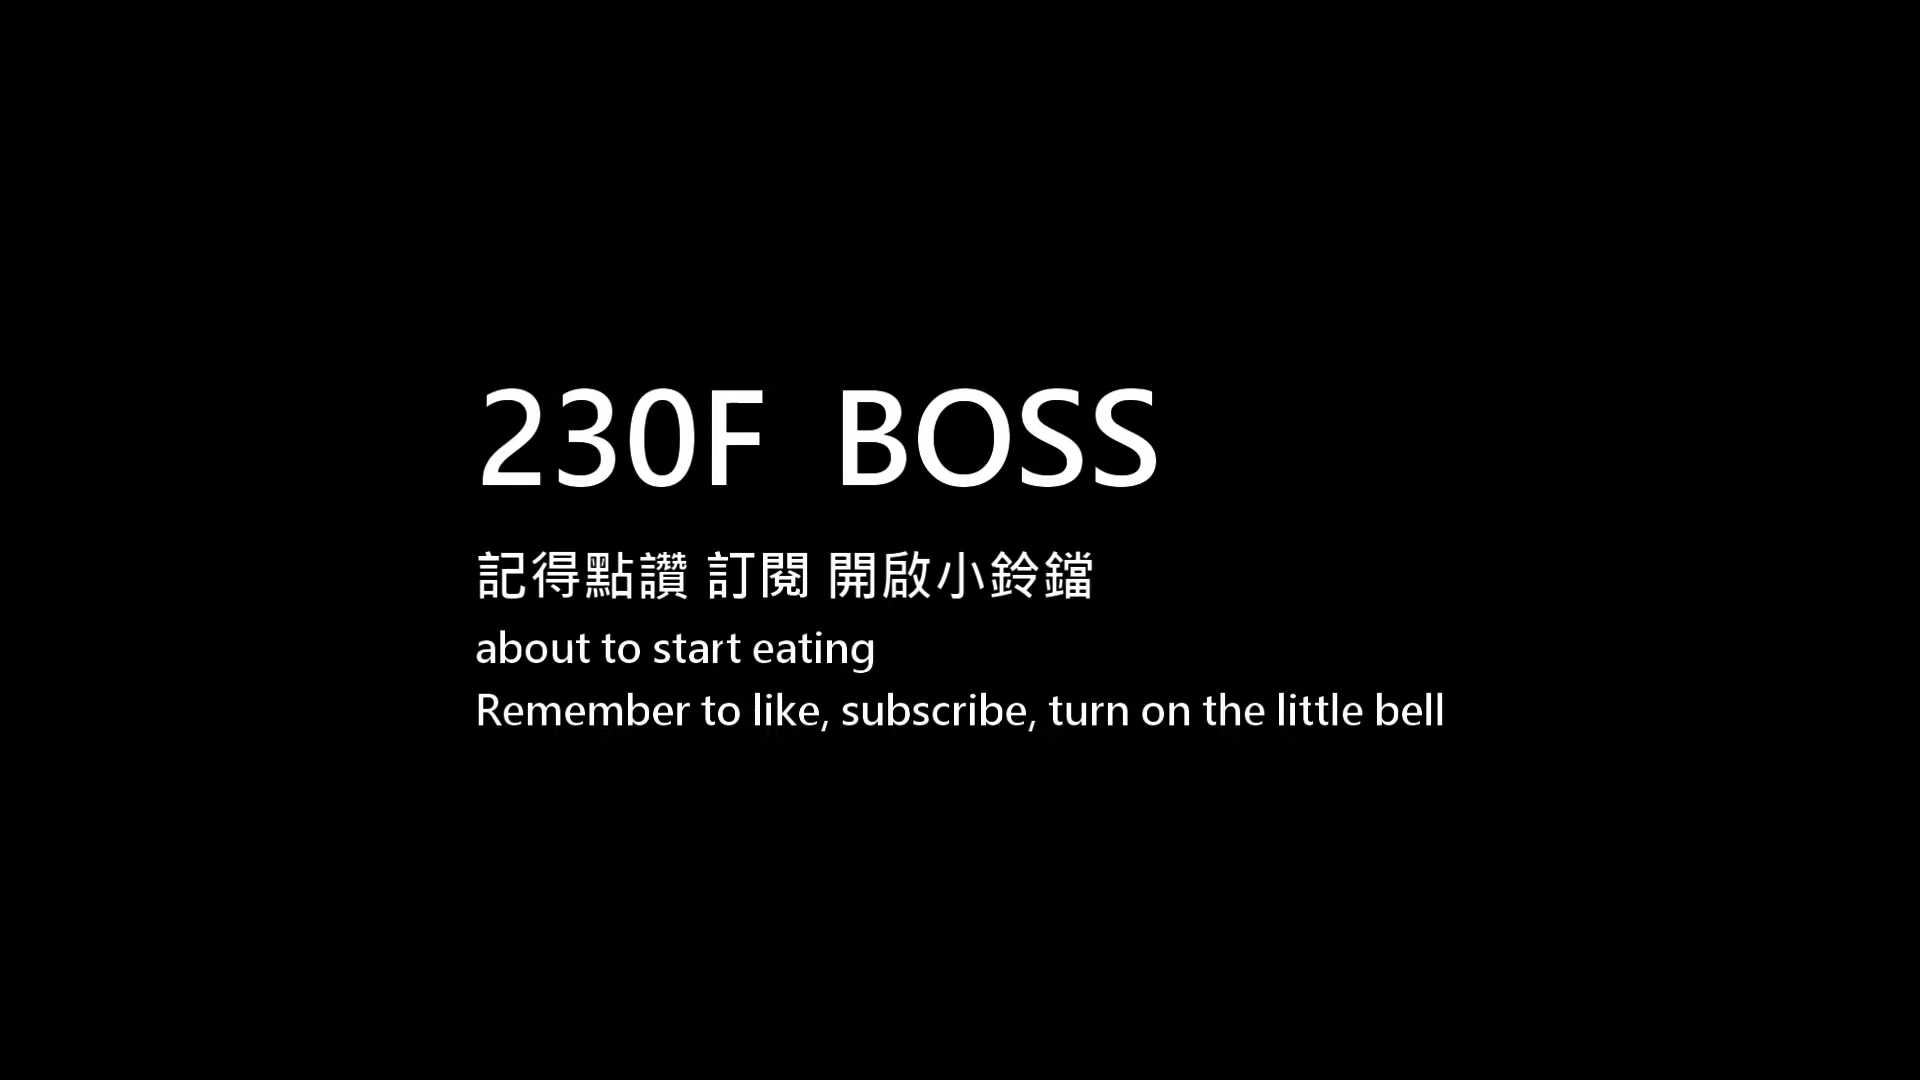 230F BOSS
記得點讚 訂閱 開啟小鈴鐺
about to start eating
Remember to like, subscribe, turn on the little bell